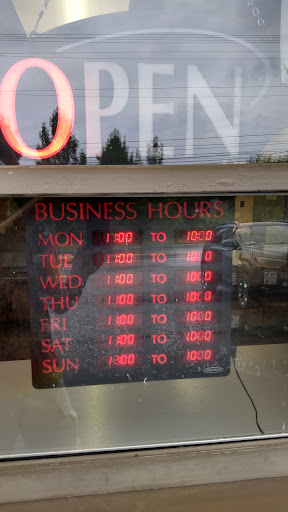 OPEN
BUSINESS HOURS
MON 11:00 TO 10:00
TUE 11:00 TO 10:00
WED 11:00 TO 10:00
THU 11:00 TO 10:00
FRI 11:00 TO 10:00
SAT 11:00 TO 10:00
SUN 12:00 TO 10:00